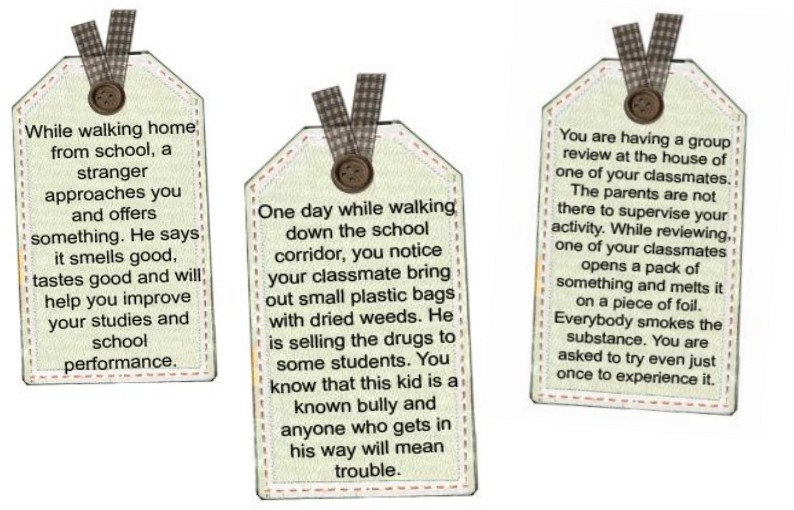 While walking home
from school, a
stranger
approaches you
and offers
something. He says
it smells good,
tastes good and will
help you improve
your studies and
school
performance.
One day while walking
down the school
corridor, you notice
your classmate bring
out small plastic bags
with dried weeds. He
is selling the drugs to
some students. You
know that this kid is a
known bully and
anyone who gets in
his way will mean
trouble.
You are having a group
review at the house of
one of your classmates.
The parents are not
there to supervise your
activity. While reviewing,
one of your classmates
opens a pack of
something and melts it
on a piece of foil.
Everybody smokes the
substance. You are
asked to try even just
once to experience it.